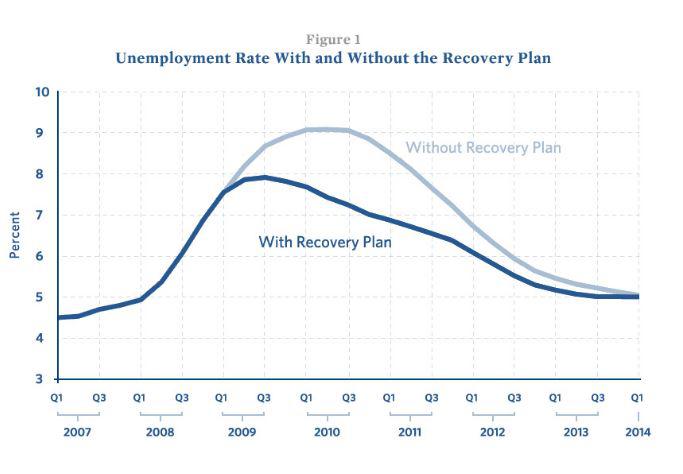 Figure 1
Unemployment Rate With and Without the Recovery Plan
10
9
8
7
6
5
4
3
Percent
Without Recovery Plan
With Recovery Plan
Q1 Q3 Q1 Q3 Q1 Q3 Q1 Q3 Q1 Q3 Q1 Q3 Q1 Q3 Q1
2007 2008 2009 2010 2011 2012 2013 2014